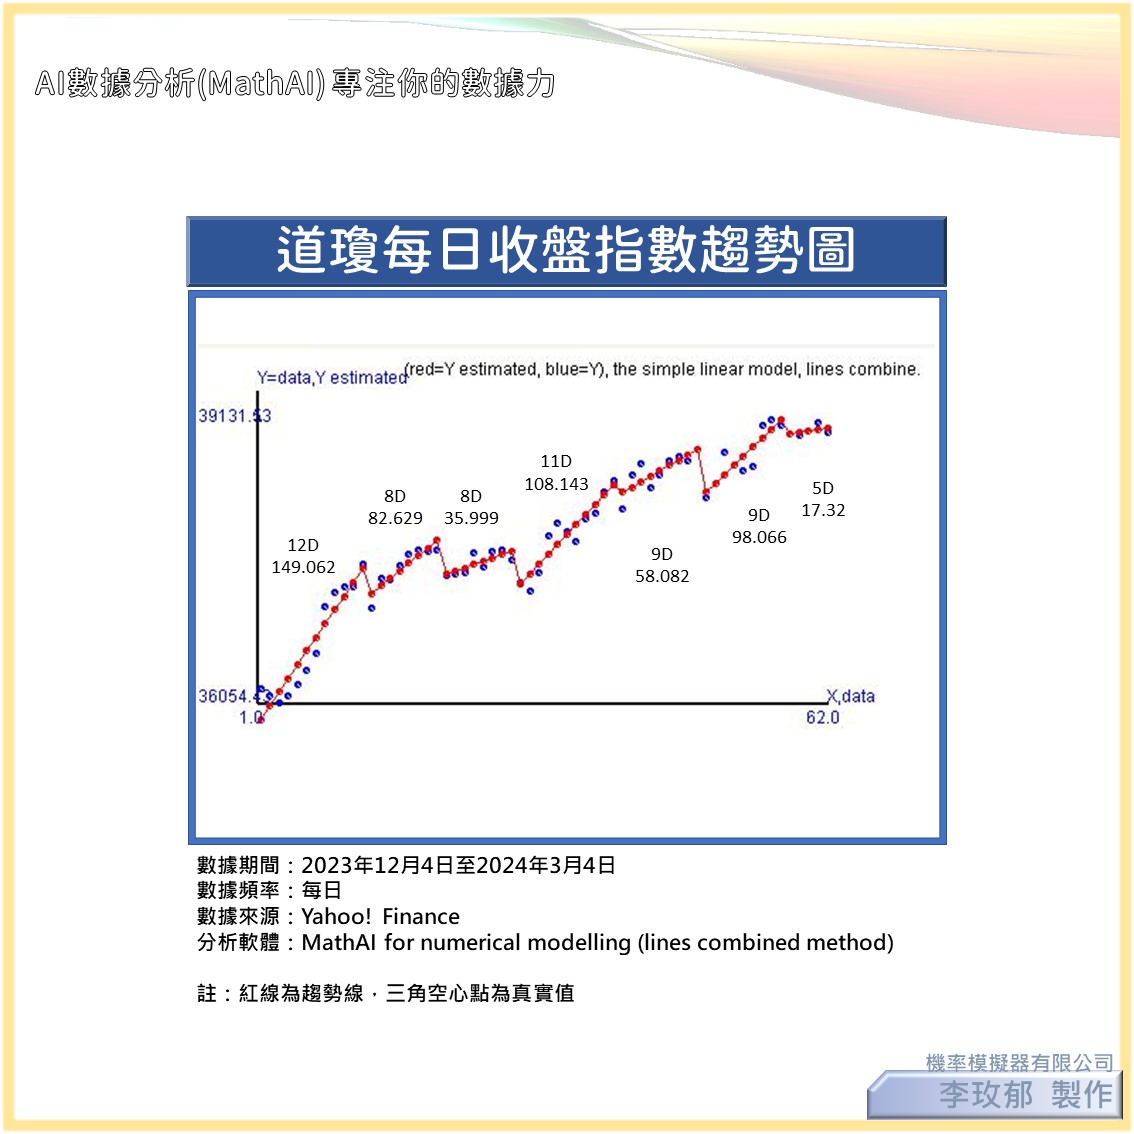 AI數據分析(MathAI) 專注你的數據力
道瓊每日收盤指數趨勢圖
(red=Y estimated, blue=Y), the simple linear model, lines combine.
Y=data,Y estimated
39131.53
11D
108.143
8D
82.629
8D
35.999
5D
17.32
9D
98.066
12D
149.062
9D
58.082
36054.4
X,data
1.0
62.0
數據期間：2023年12月4日至2024年3月4日
數據頻率：每日
數據來源：Yahoo! Finance
分析軟體：MathAI for numerical modelling (lines combined method)
註：紅線為趨勢線，三角空心點為真實值
機率模擬器有限公司
李玫郁 製作